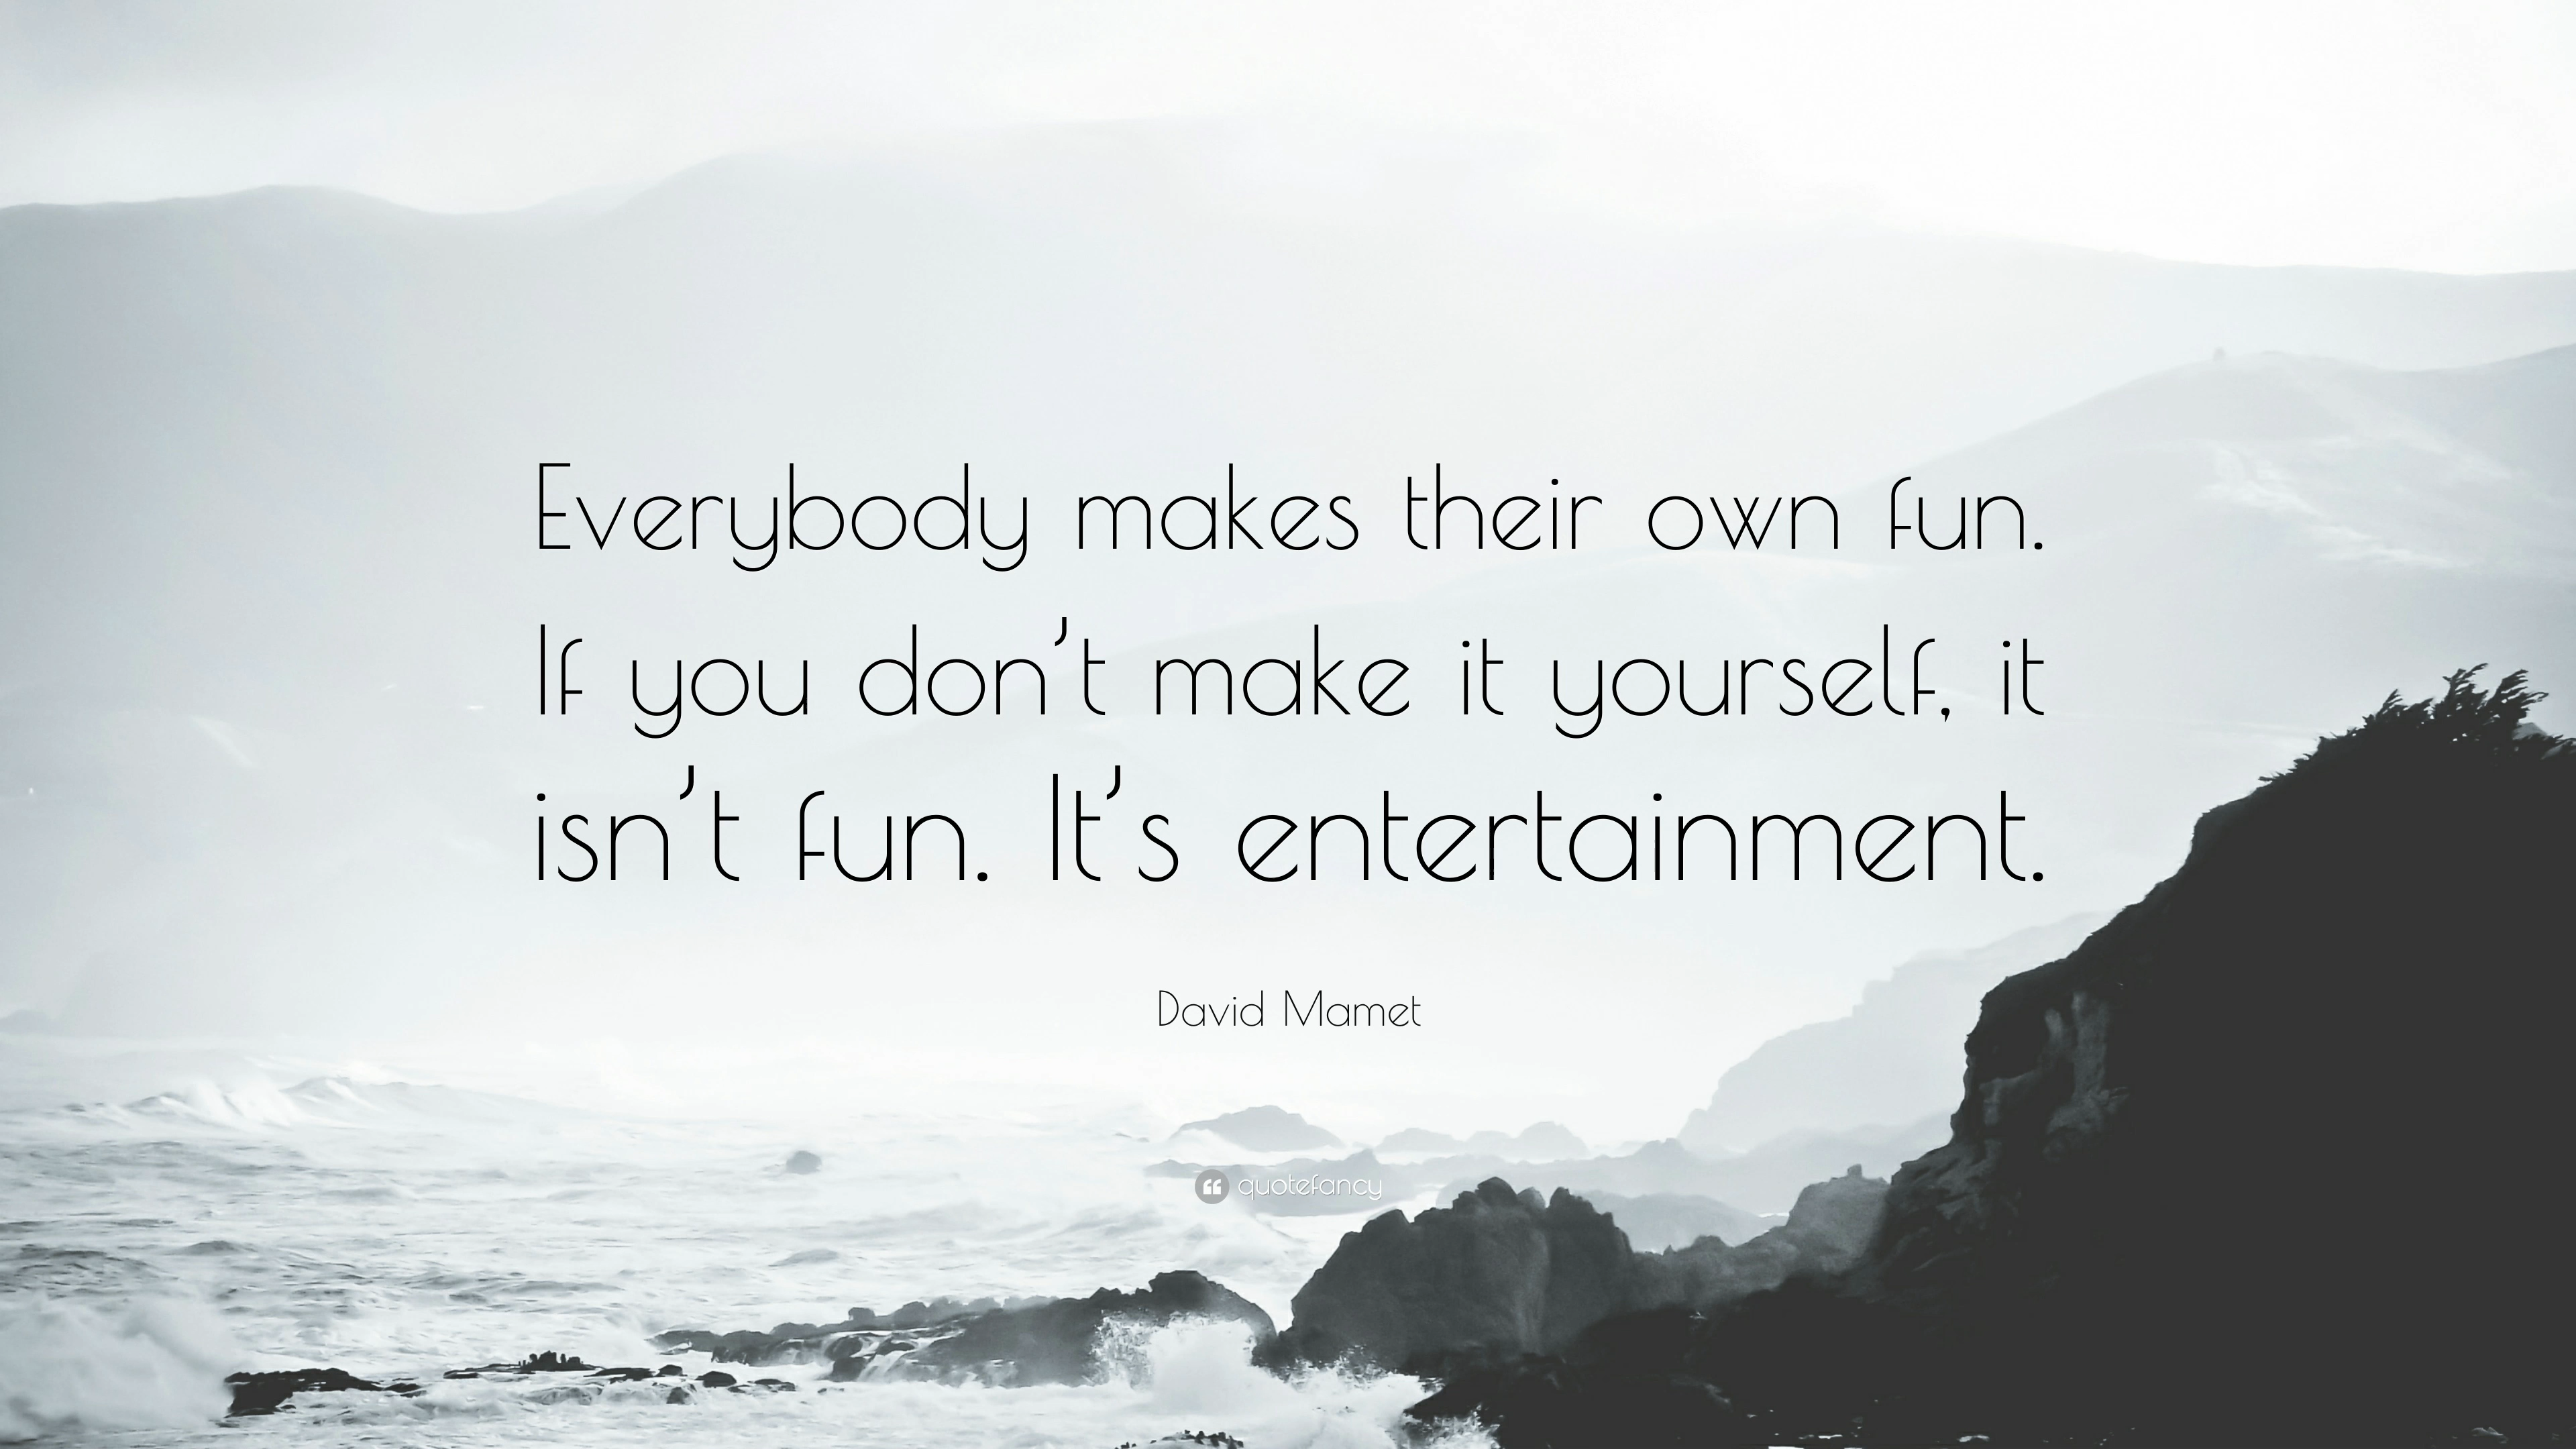 Everybody makes their own fun.
If you don’t make it yourself, it
isn’t fun. It’s entertainment.
David Mamet
quotefancy